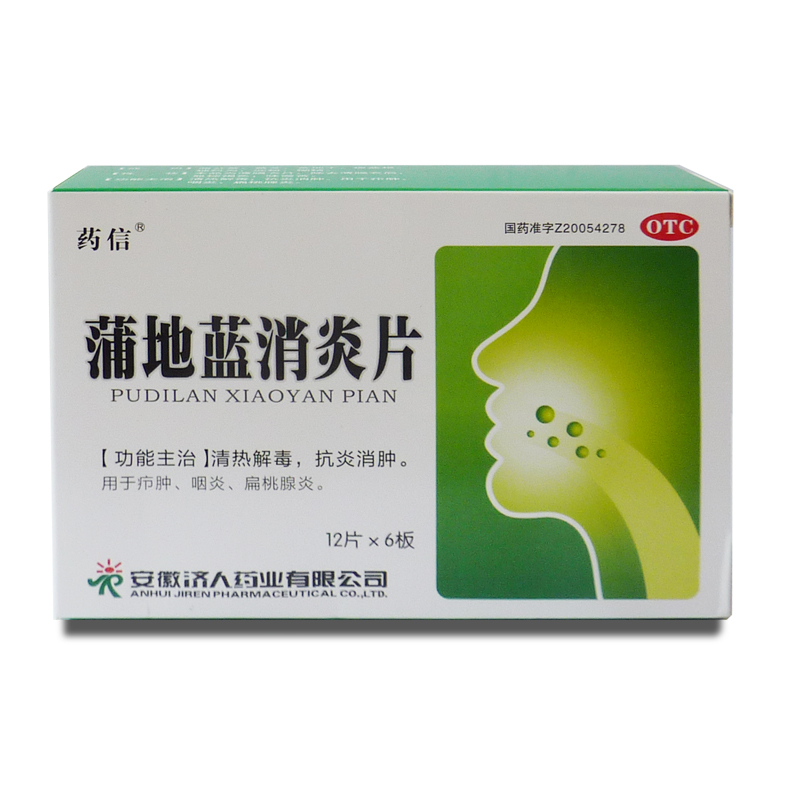 药信®
国药准字Z20054278
OTC
蒲地蓝消炎片
PUDILAN XIAOYAN PIAN
【功能主治】清热解毒，抗炎消肿。
用于疖肿、咽炎、扁桃腺炎。
12片×6板
安徽济人药业有限公司
ANHUI JIREN PHARMACEUTICAL CO.,LTD.